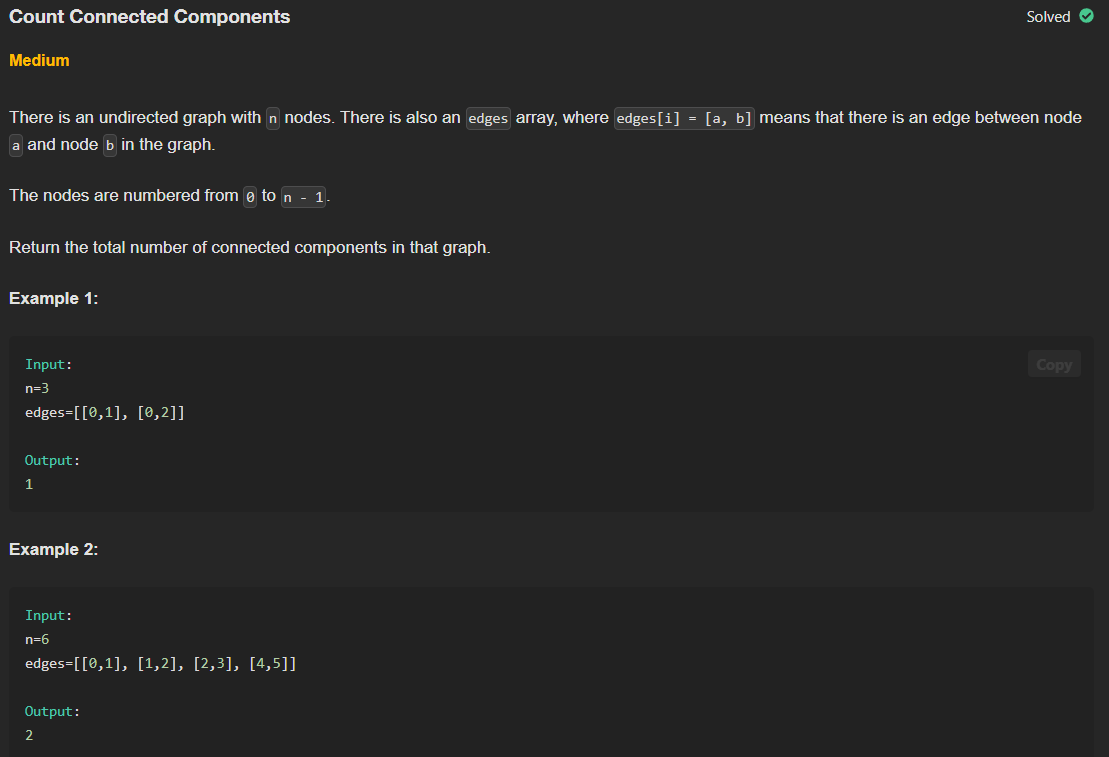 Count Connected Components
Solved
Medium
There is an undirected graph with n nodes. There is also an edges array, where edges[i] = [a, b] means that there is an edge between node
a and node b in the graph.
The nodes are numbered from 0 to n - 1.
Return the total number of connected components in that graph.
Example 1:
Copy
Input:
n=3
edges=[[0,1], [0,2]]
Output:
1
Example 2:
Input:
n=6
edges=[[0,1], [1,2], [2,3], [4,5]]
Output:
2